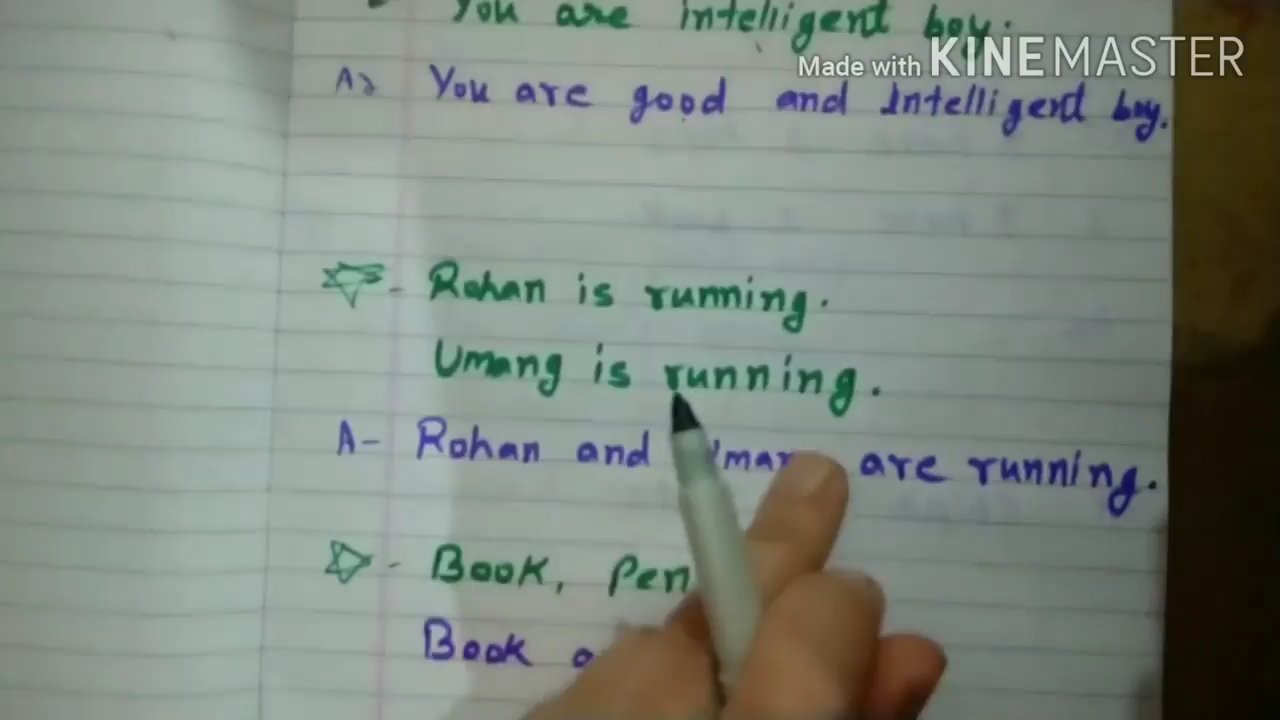 You are intelligent boy.
Made with KINEMASTER
A> You are good and intelligent boy.
- Rohan is running.
Umang is running.
A- Rohan and are running.
- Book, Pen
Book